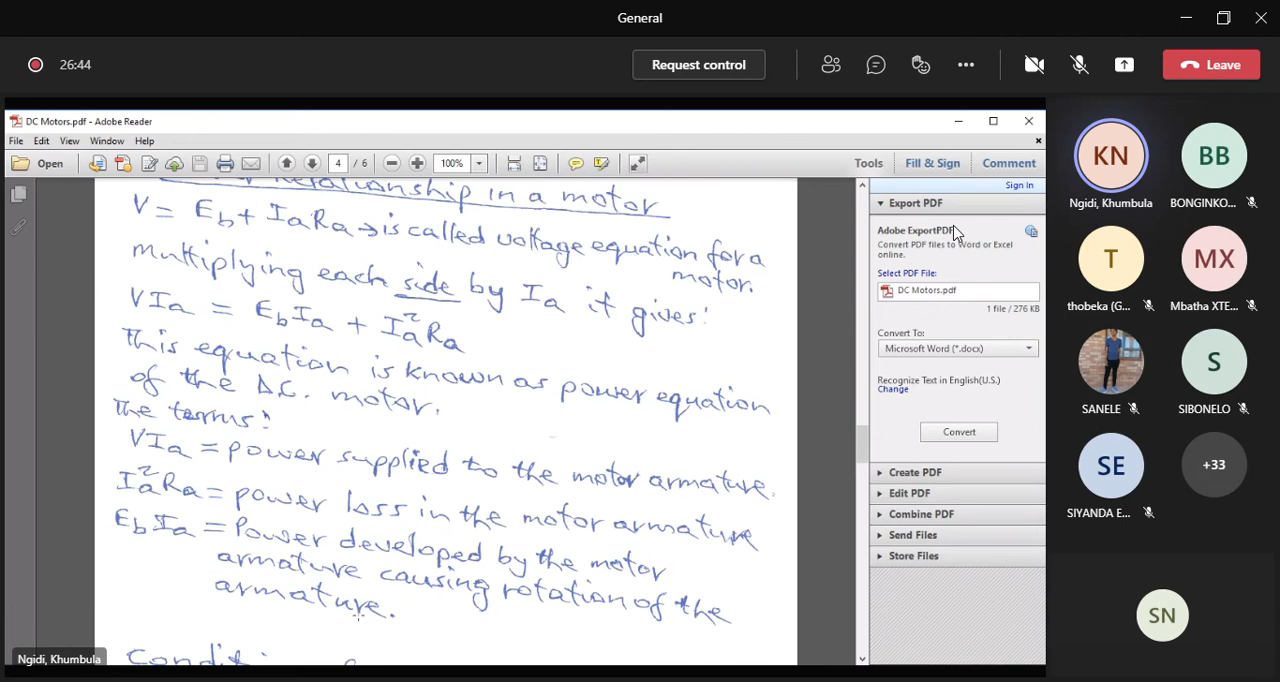 General
26:44
Request control
Leave
DC Motors.pdf - Adobe Reader
File Edit View Window Help
Open
4 / 6
100%
Tools
Fill & Sign
Comment
Relationship in a motor
V = Eb + IaRa → is called voltage equation for a
motor.
multiplying each side by Ia it gives:
VIa = EbIa + Ia²Ra
This equation is known as power equation
of the D.C. motor.
The terms:
VIa = power supplied to the motor armature.
Ia²Ra = power loss in the motor armature
EbIa = Power developed by the motor
armature causing rotation of the
armature.
Sign In
Export PDF
Adobe ExportPDF
Convert PDF files to Word or Excel
online.
Select PDF File:
DC Motors.pdf
1 file / 276 KB
Convert To:
Microsoft Word (*.docx)
Recognize Text in English(U.S.)
Change
Convert
Create PDF
Edit PDF
Combine PDF
Send Files
Store Files
KN
Ngidi, Khumbula
BB
BONGINKO...
T
thobeka (G...
MX
Mbatha XTE...
SANELE
S
SIBONELO
SE
SIYANDA E...
+33
SN
Ngidi, Khumbula